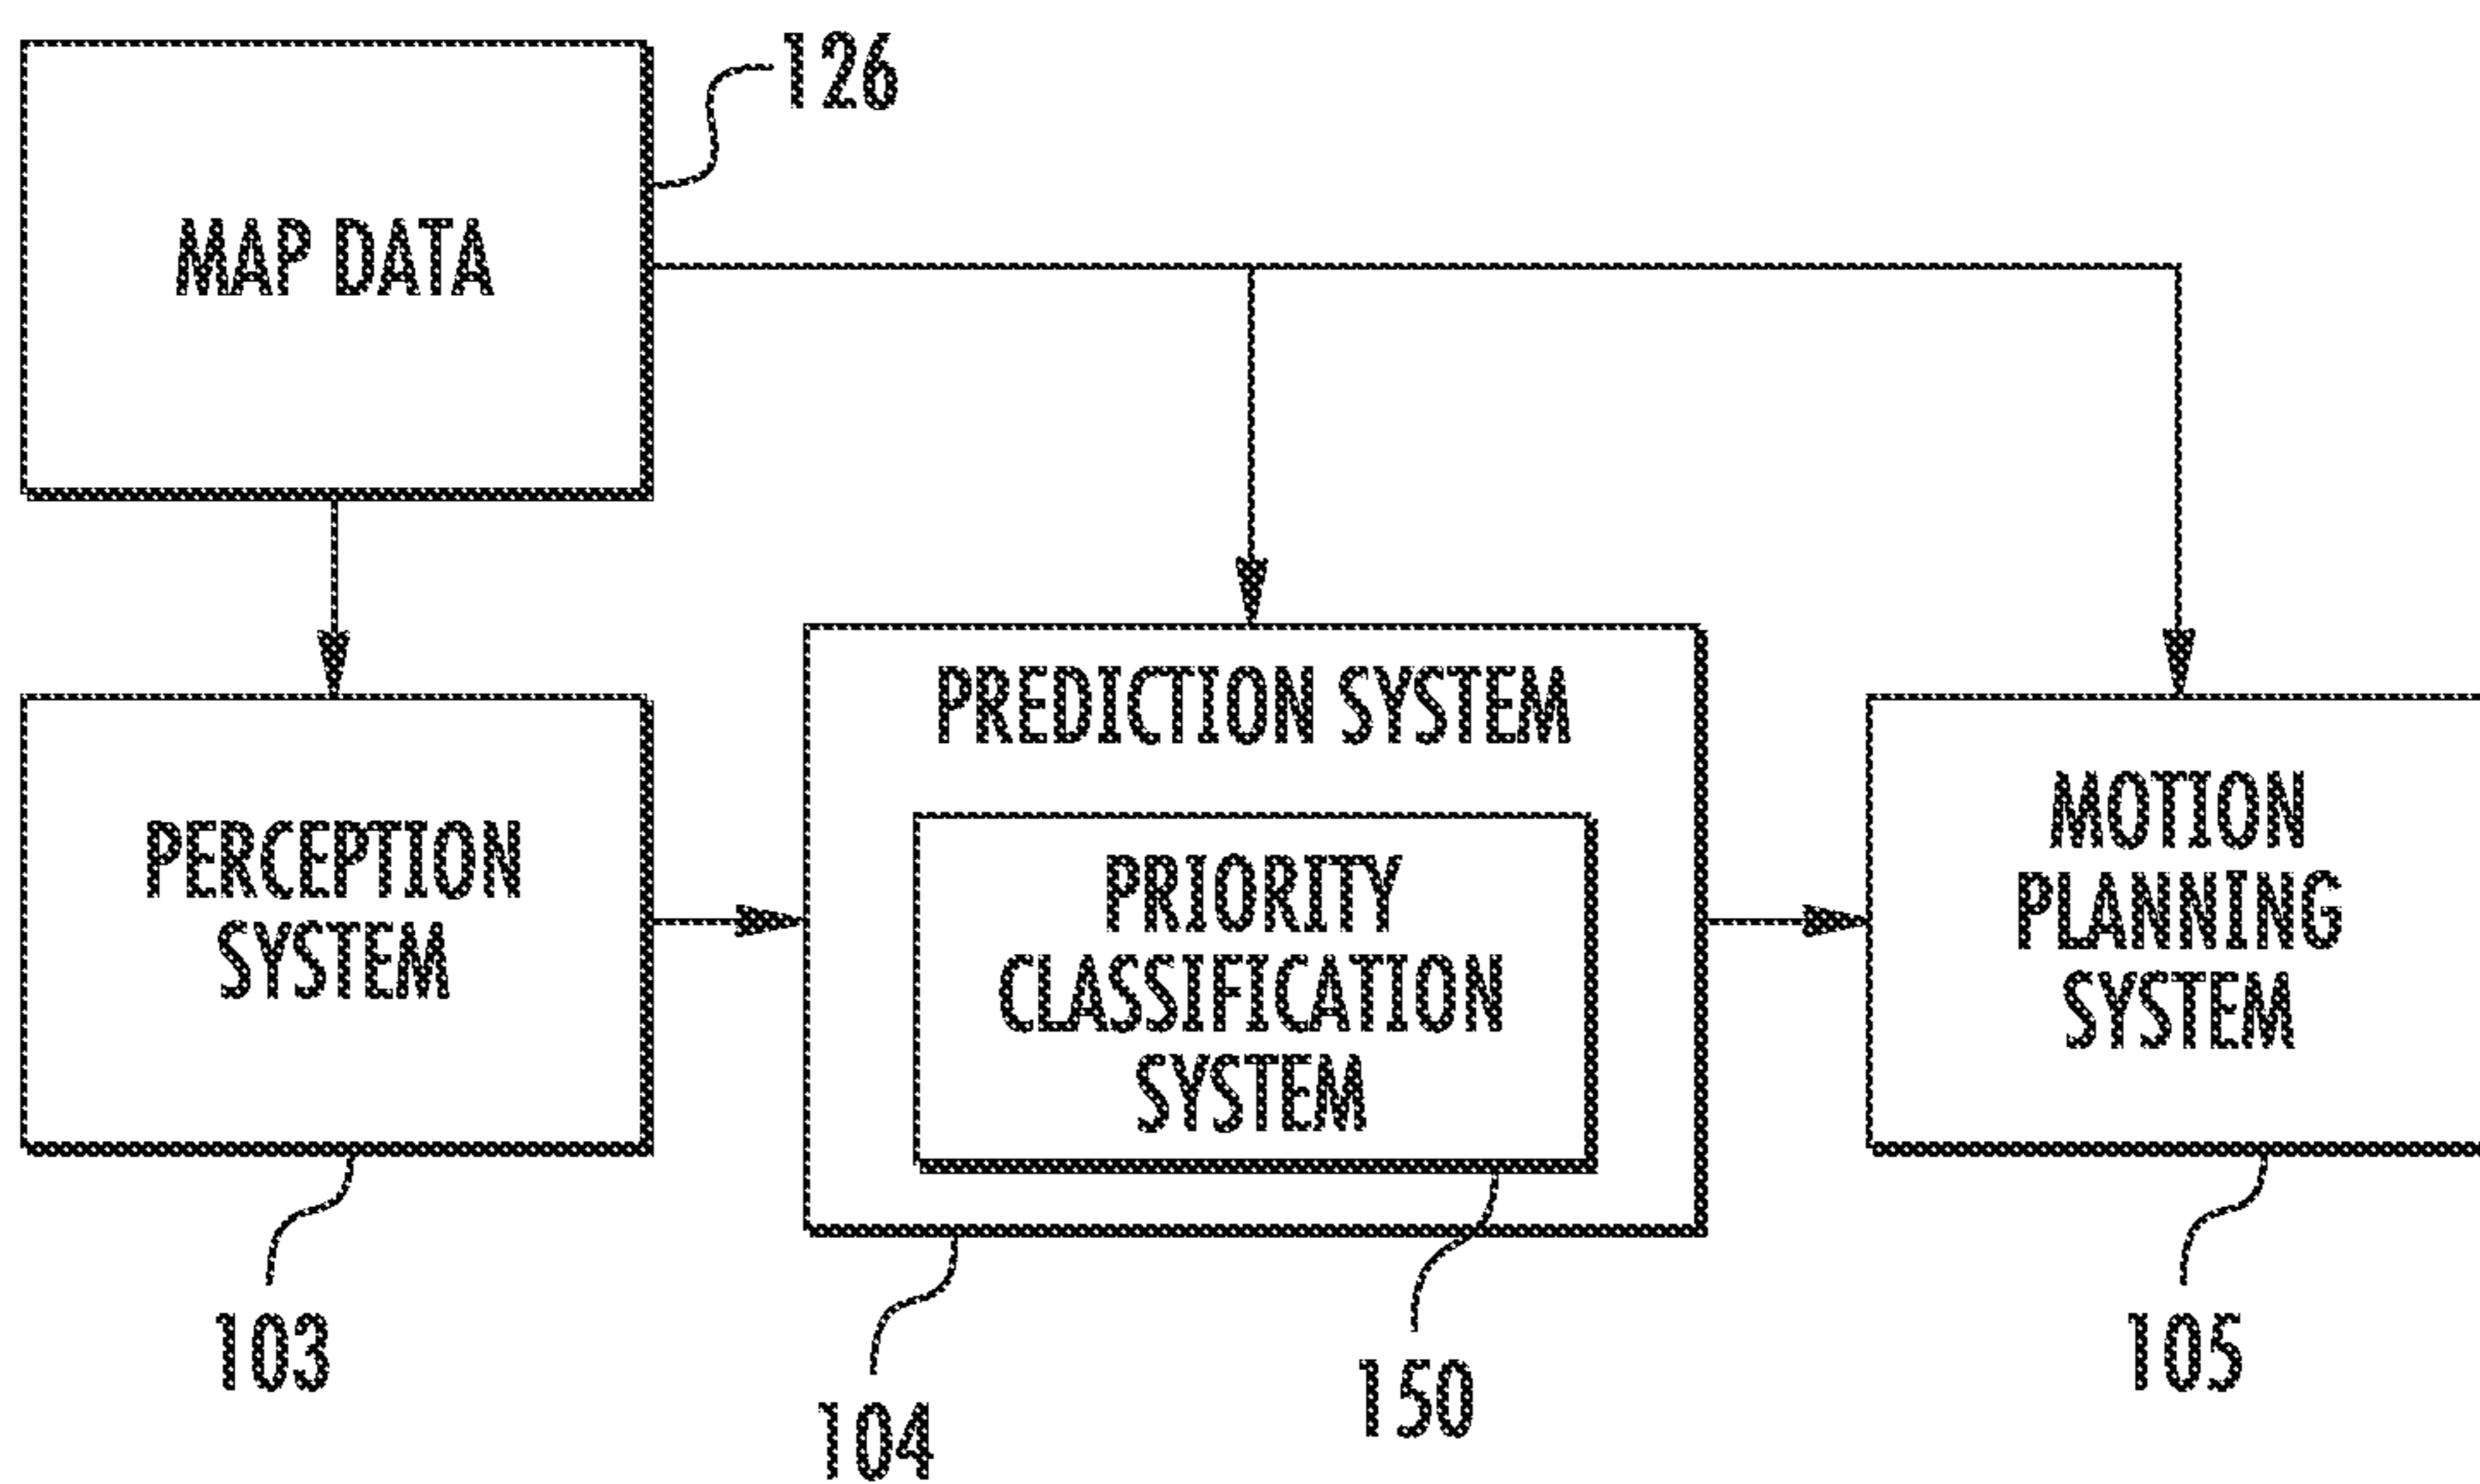 126
MAP DATA
PREDICTION SYSTEM
PERCEPTION
SYSTEM
PRIORITY
CLASSIFICATION
SYSTEM
MOTION
PLANNING
SYSTEM
103
104
150
105